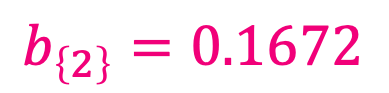 b_{{2}} = 0.1672